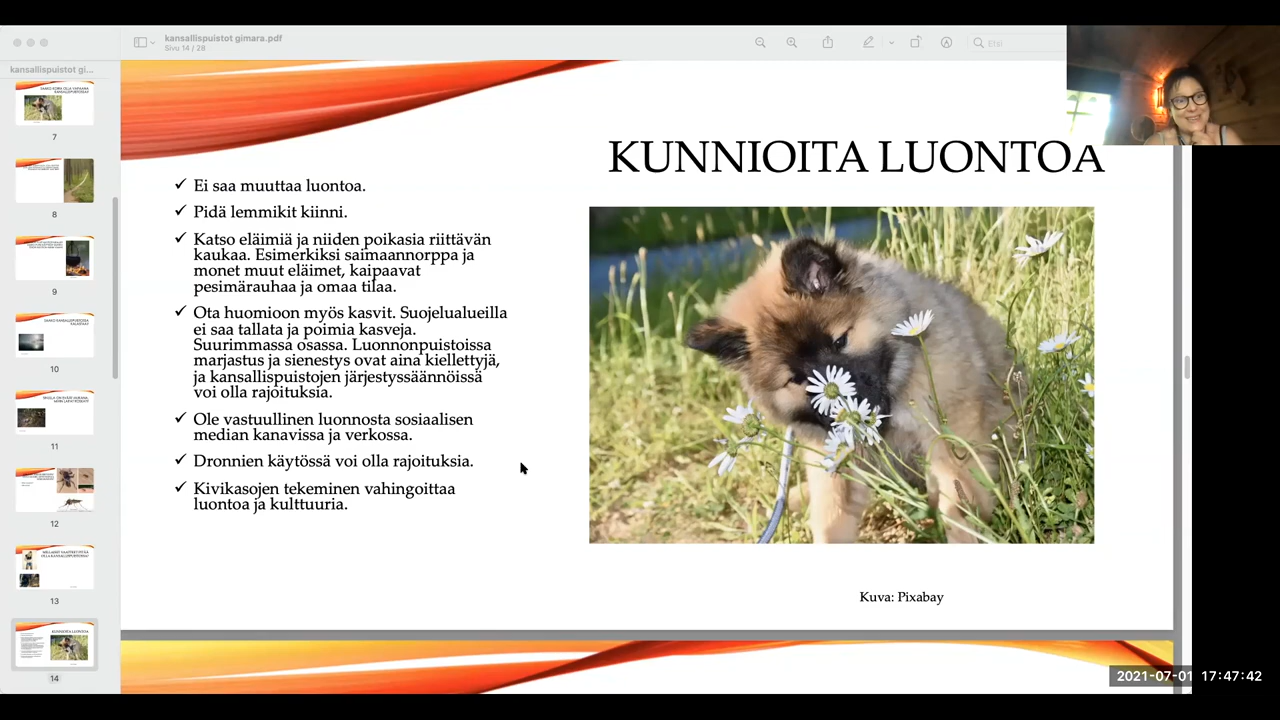 kansallispuistot gimara.pdf
Sivu 14 / 26
Etsi
kansallispuistot gi...
7
8
9
10
11
12
13
KUNNIOITA LUONTOA
14
KUNNIOITA LUONTOA
✓ Ei saa muuttaa luontoa.
✓ Pidä lemmikit kiinni.
✓ Katso eläimiä ja niiden poikasia riittävän
kaukaa. Esimerkiksi saimaannorppa ja
monet muut eläimet, kaipaavat
pesimärauhaa ja omaa tilaa.
✓ Ota huomioon myös kasvit. Suojelualueilla
ei saa tallata ja poimia kasveja.
Suurimmassa osassa. Luonnonpuistoissa
marjastus ja sienestys ovat aina kiellettyjä,
ja kansallispuistojen järjestyssäännöissä
voi olla rajoituksia.
✓ Ole vastuullinen luonnosta sosiaalisen
median kanavissa ja verkossa.
✓ Dronnien käytössä voi olla rajoituksia.
✓ Kivikasojen tekeminen vahingoittaa
luontoa ja kulttuuria.
Kuva: Pixabay
2021-07-01 17:47:42